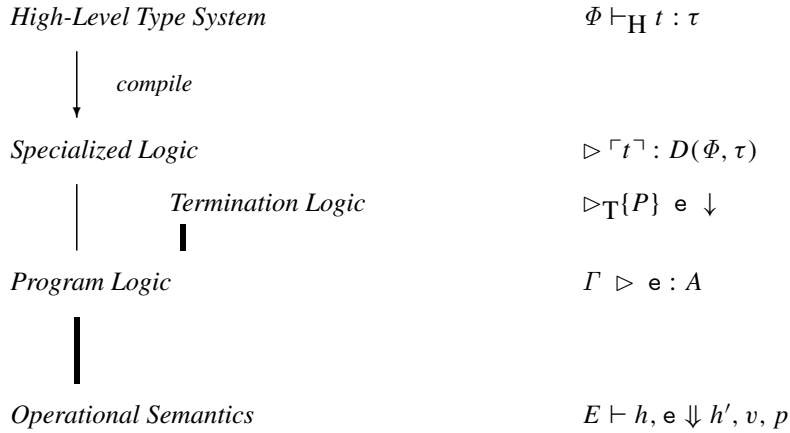 High-Level Type System Φ ⊢H t : τ
compile
Specialized Logic ▷ ⌜t⌝ : D(Φ, τ)
Termination Logic ▷T{P} e ↓
Program Logic Γ ▷ e : A
Operational Semantics E ⊢ h, e ⇓ h′, v, p